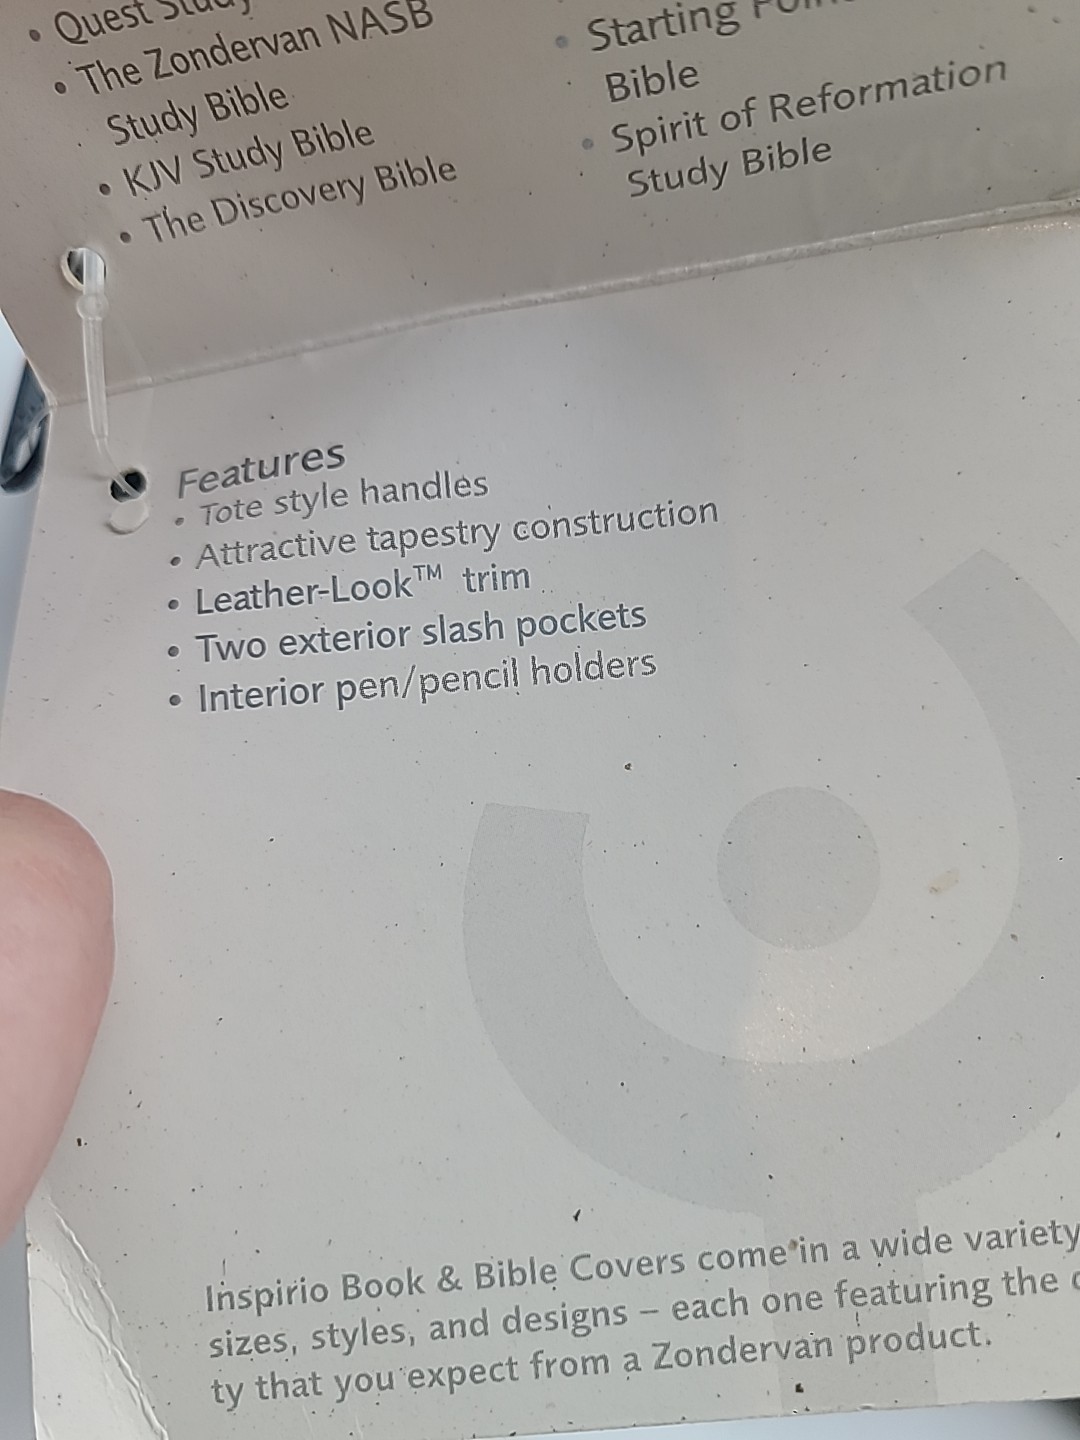 • Quest Study
• The Zondervan NASB
Study Bible
• KJV Study Bible
• The Discovery Bible
• Starting
Bible
• Spirit of Reformation
Study Bible
Features
• Tote style handles
• Attractive tapestry construction
• Leather-Look™ trim
• Two exterior slash pockets
• Interior pen/pencil holders
Inspirio Book & Bible Covers come in a wide variety
sizes, styles, and designs – each one featuring the
ty that you expect from a Zondervan product.